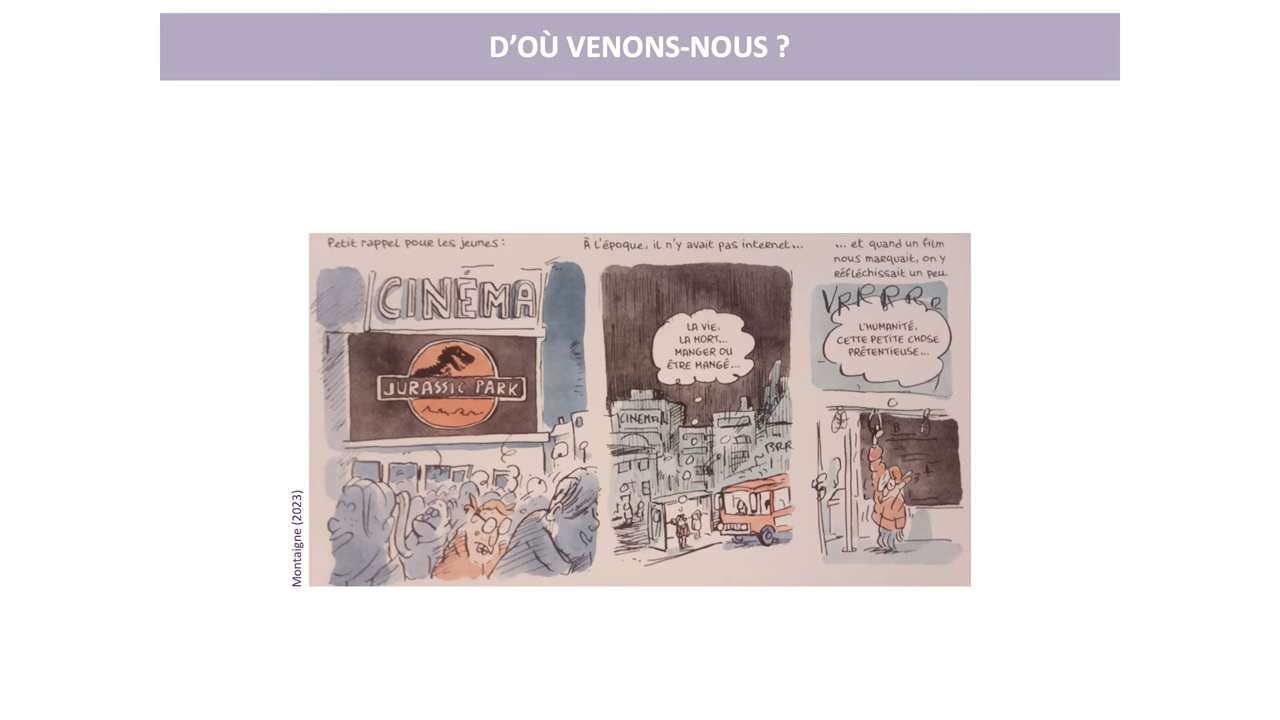 D'OÙ VENONS-NOUS ?
Petit rappel pour les jeunes :
CINÉMA
JURASSIC PARK
À l'époque, il n'y avait pas internet...
LA VIE,
LA MORT...
MANGER OU
ÊTRE MANGÉ...
CINEMA
BRR
... et quand un film
nous marquait, on y
réfléchissait un peu.
VRRRRR
L'HUMANITÉ,
CETTE PETITE CHOSE
PRÉTENTIEUSE...
Montaigne (2023)